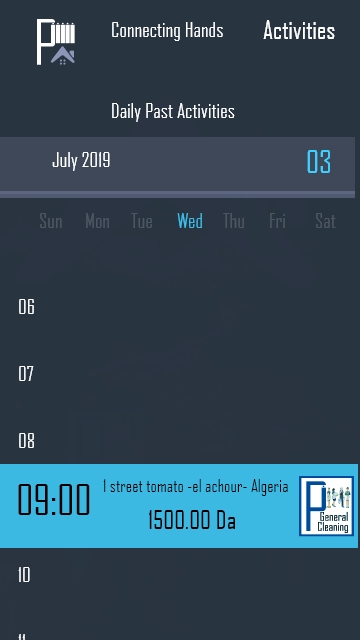 Connecting Hands
Activities
Daily Past Activities
July 2019
03
Sun Mon Tue Wed Thu Fri Sat
06
07
08
09:00
1 street tomato -el achour- Algeria
1500.00 Da
General
Cleaning
10
11